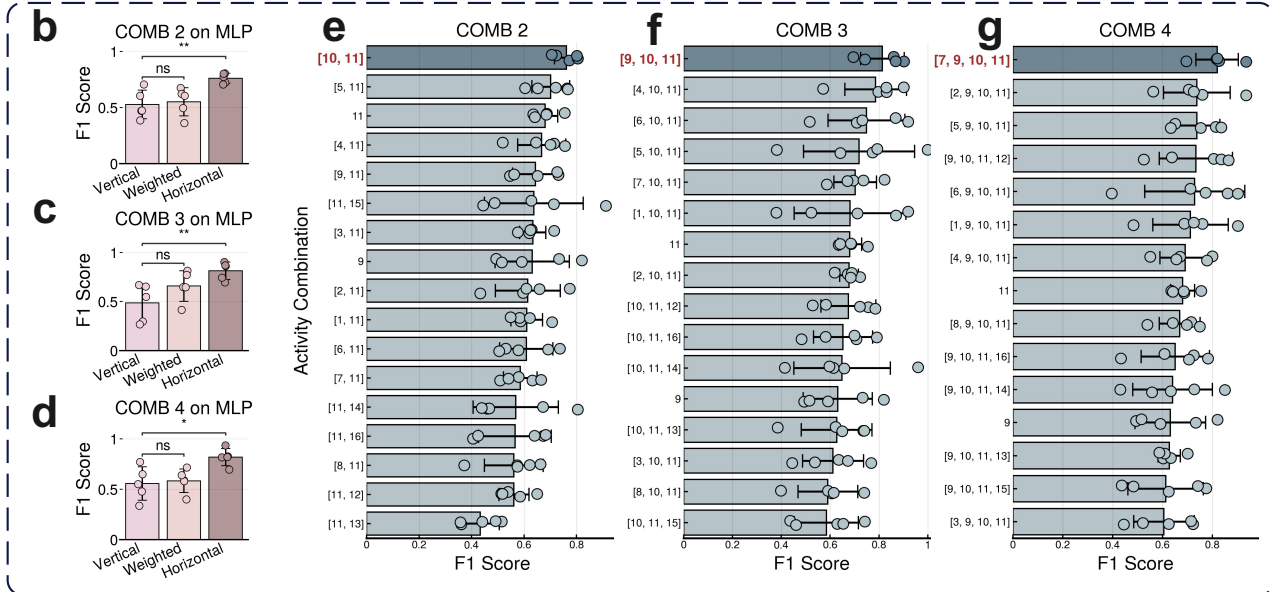 b
COMB 2 on MLP
**
ns
1
0.5
0
F1 Score
Vertical
Weighted
Horizontal
c
COMB 3 on MLP
**
ns
1
0.5
0
F1 Score
Vertical
Weighted
Horizontal
d
COMB 4 on MLP
*
ns
1
0.5
0
F1 Score
Vertical
Weighted
Horizontal
e
COMB 2
Activity Combination
[10, 11]
[5, 11]
11
[4, 11]
[9, 11]
[11, 15]
[3, 11]
9
[2, 11]
[1, 11]
[6, 11]
[7, 11]
[11, 14]
[11, 16]
[8, 11]
[11, 12]
[11, 13]
0 0.2 0.4 0.6 0.8
F1 Score
f
COMB 3
[9, 10, 11]
[4, 10, 11]
[6, 10, 11]
[5, 10, 11]
[7, 10, 11]
[1, 10, 11]
11
[2, 10, 11]
[10, 11, 12]
[10, 11, 16]
[10, 11, 14]
9
[10, 11, 13]
[3, 10, 11]
[8, 10, 11]
[10, 11, 15]
0 0.2 0.4 0.6 0.8 1
F1 Score
g
COMB 4
[7, 9, 10, 11]
[2, 9, 10, 11]
[5, 9, 10, 11]
[9, 10, 11, 12]
[6, 9, 10, 11]
[1, 9, 10, 11]
[4, 9, 10, 11]
11
[8, 9, 10, 11]
[9, 10, 11, 16]
[9, 10, 11, 14]
9
[9, 10, 11, 13]
[9, 10, 11, 15]
[3, 9, 10, 11]
0 0.2 0.4 0.6 0.8
F1 Score